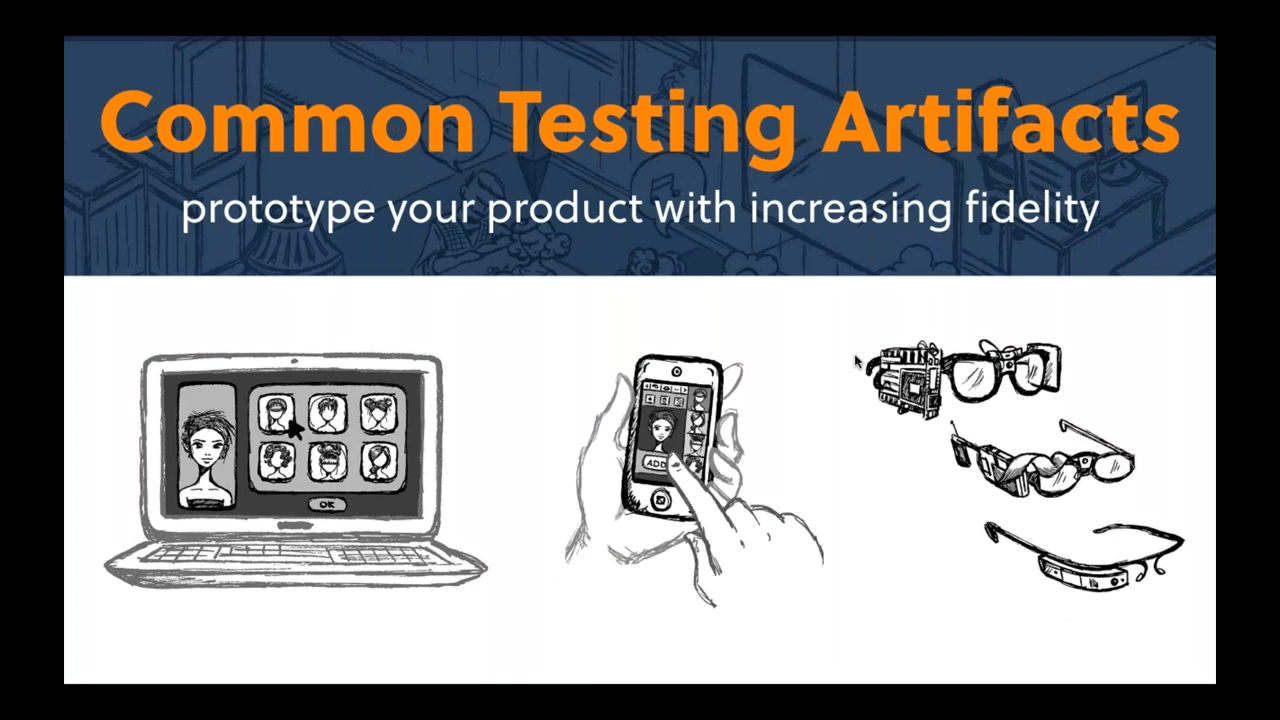 Common Testing Artifacts
prototype your product with increasing fidelity
OK
ADD